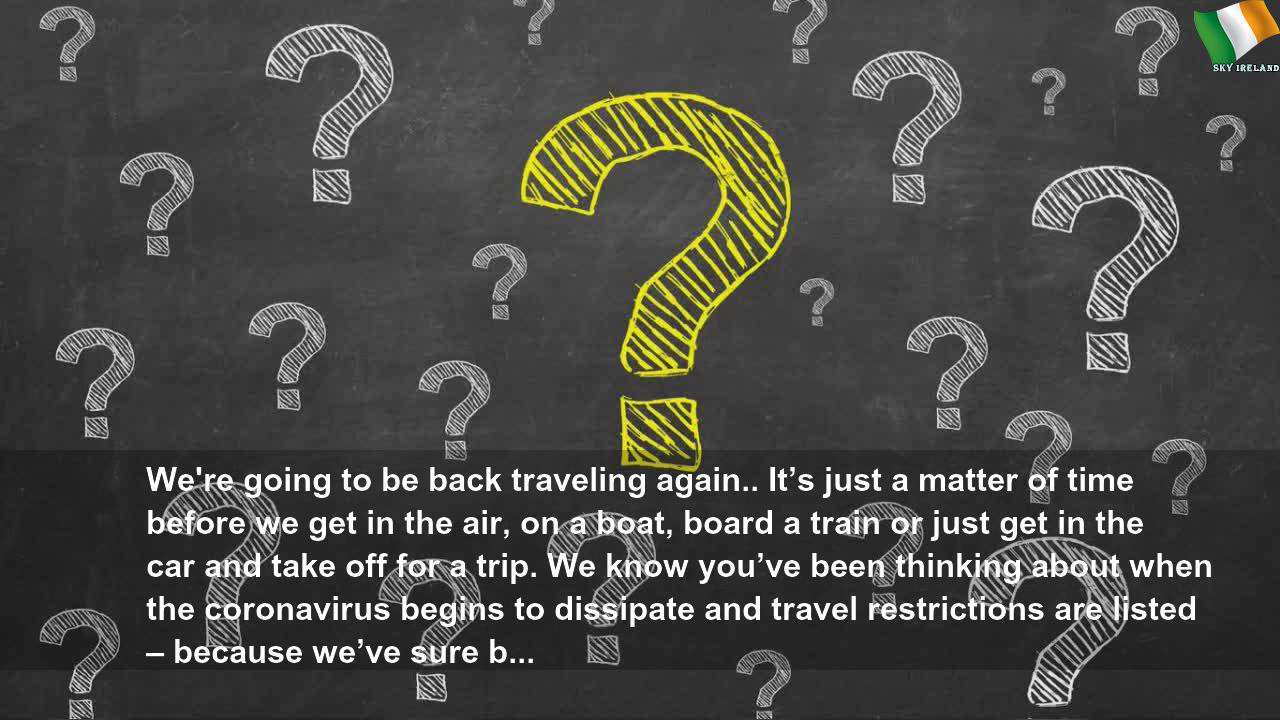 SKY IRELAND
We're going to be back traveling again.. It’s just a matter of time
before we get in the air, on a boat, board a train or just get in the
car and take off for a trip. We know you’ve been thinking about when
the coronavirus begins to dissipate and travel restrictions are listed
– because we’ve sure b...